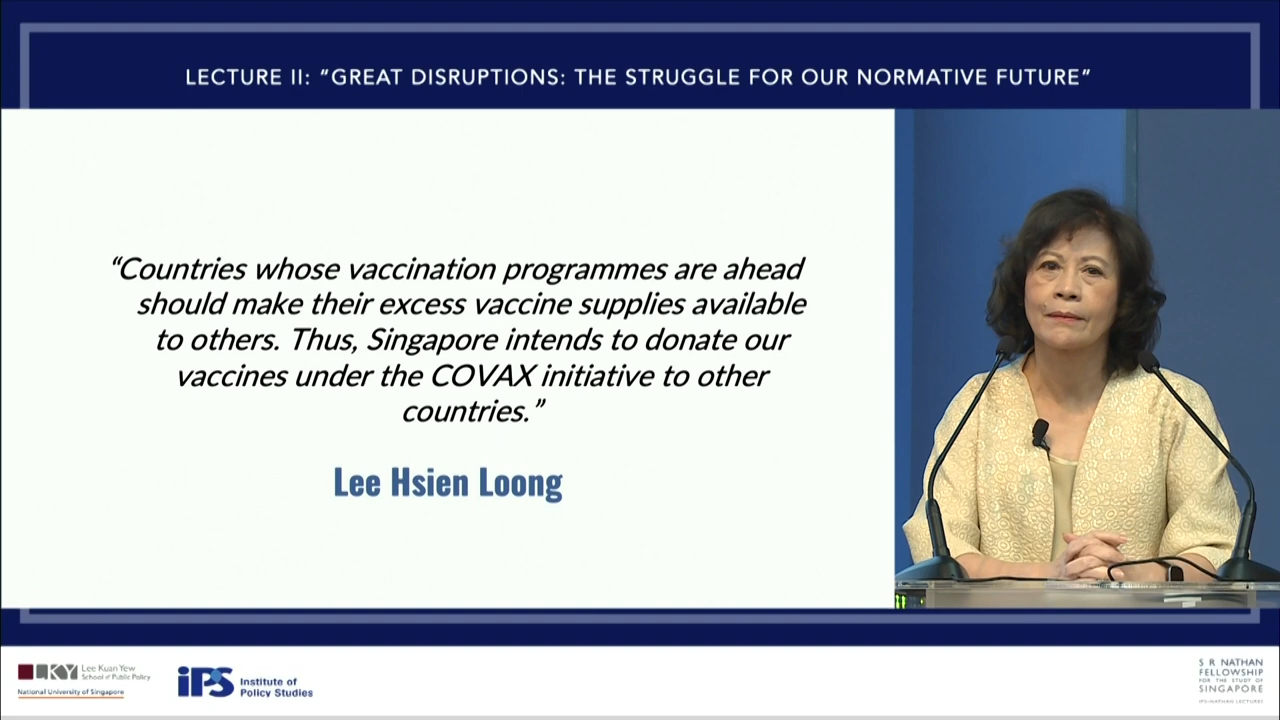 LECTURE II: “GREAT DISRUPTIONS: THE STRUGGLE FOR OUR NORMATIVE FUTURE”
“Countries whose vaccination programmes are ahead
should make their excess vaccine supplies available
to others. Thus, Singapore intends to donate our
vaccines under the COVAX initiative to other
countries.”
Lee Hsien Loong
LKY
Lee Kuan Yew
School of Public Policy
National University of Singapore
iPS
Institute of
Policy Studies
S R NATHAN
FELLOWSHIP
FOR THE STUDY OF
SINGAPORE
IPS-NATHAN LECTURES